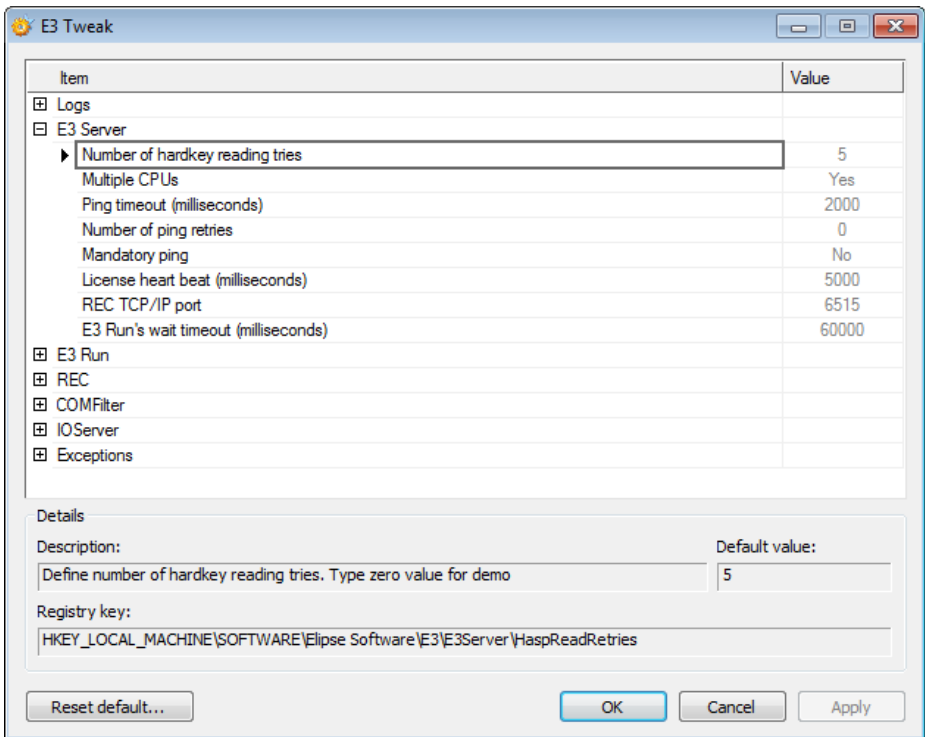 E3 Tweak
Item Value
Logs
E3 Server
Number of hardkey reading tries 5
Multiple CPUs Yes
Ping timeout (milliseconds) 2000
Number of ping retries 0
Mandatory ping No
License heart beat (milliseconds) 5000
REC TCP/IP port 6515
E3 Run's wait timeout (milliseconds) 60000
E3 Run
REC
COMFilter
IOServer
Exceptions
Details
Description: Default value:
Define number of hardkey reading tries. Type zero value for demo 5
Registry key:
HKEY_LOCAL_MACHINE\SOFTWARE\Elipse Software\E3\E3Server\HaspReadRetries
Reset default... OK Cancel Apply